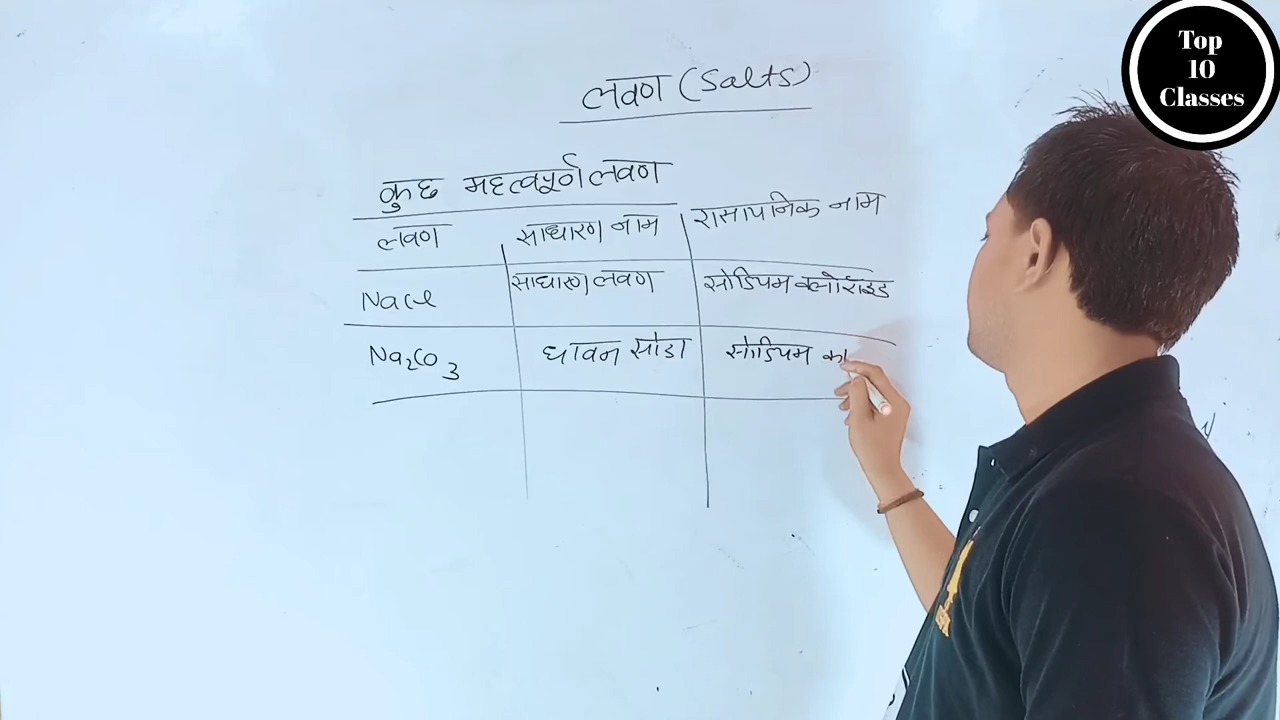 Top
10
Classes
लवण (Salts)
कुछ महत्वपूर्ण लवण
लवण साधारण नाम रासायनिक नाम
NaCl साधारण लवण सोडियम क्लोराइड
Na₂CO₃ धावन सोडा सोडियम का